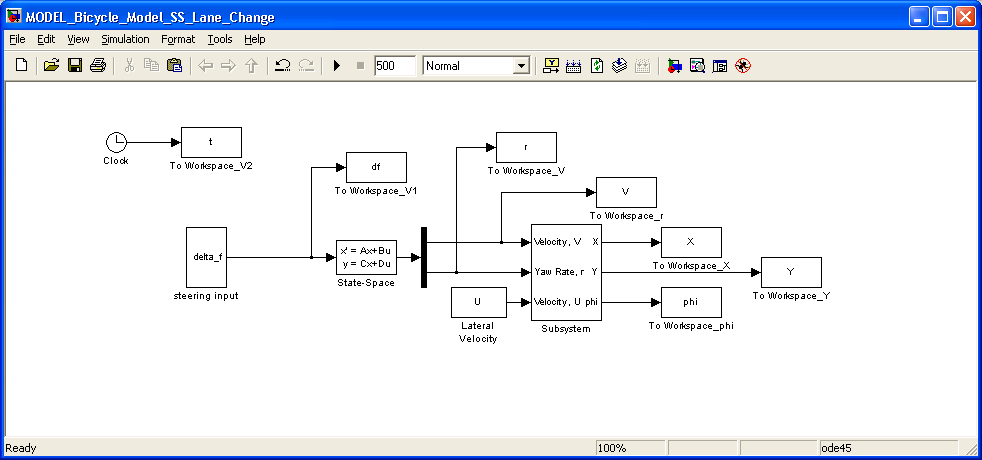 MODEL_Bicycle_Model_SS_Lane_Change
File Edit View Simulation Format Tools Help
500 Normal
t
Clock
To Workspace_V2
r
To Workspace_V
df
To Workspace_V1
V
To Workspace_r
delta_f
steering input
x' = Ax+Bu
y = Cx+Du
State-Space
Velocity, V X
Yaw Rate, r Y
Velocity, U phi
Subsystem
X
To Workspace_X
Y
To Workspace_Y
U
Lateral
Velocity
phi
To Workspace_phi
Ready 100% ode45